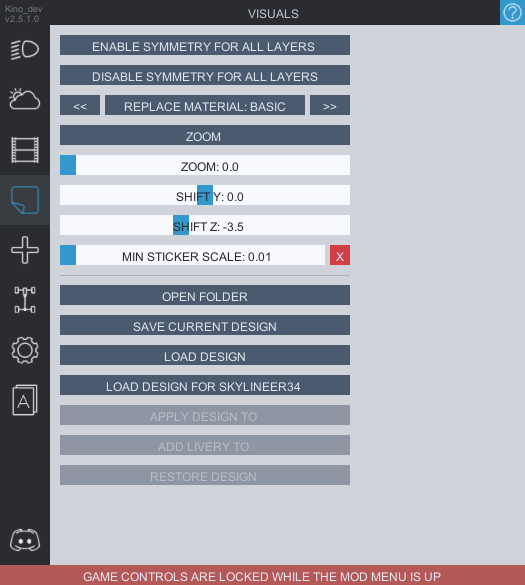 Kino_dev
v2.5.1.0
VISUALS
?
ENABLE SYMMETRY FOR ALL LAYERS
DISABLE SYMMETRY FOR ALL LAYERS
<< REPLACE MATERIAL: BASIC >>
ZOOM
ZOOM: 0.0
SHIFT Y: 0.0
SHIFT Z: -3.5
MIN STICKER SCALE: 0.01 X
OPEN FOLDER
SAVE CURRENT DESIGN
LOAD DESIGN
LOAD DESIGN FOR SKYLINEER34
APPLY DESIGN TO
ADD LIVERY TO
RESTORE DESIGN
A
GAME CONTROLS ARE LOCKED WHILE THE MOD MENU IS UP